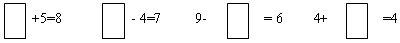 +5=8 - 4=7 9- = 6 4+ =4